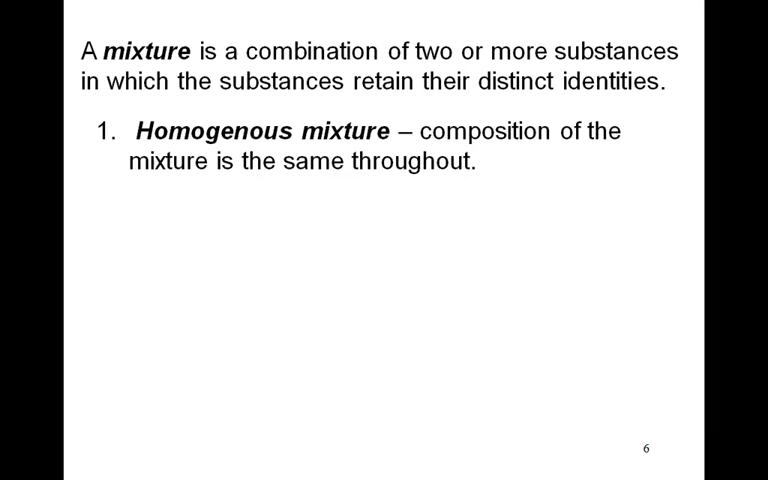 A mixture is a combination of two or more substances
in which the substances retain their distinct identities.
1. Homogenous mixture – composition of the
mixture is the same throughout.
6